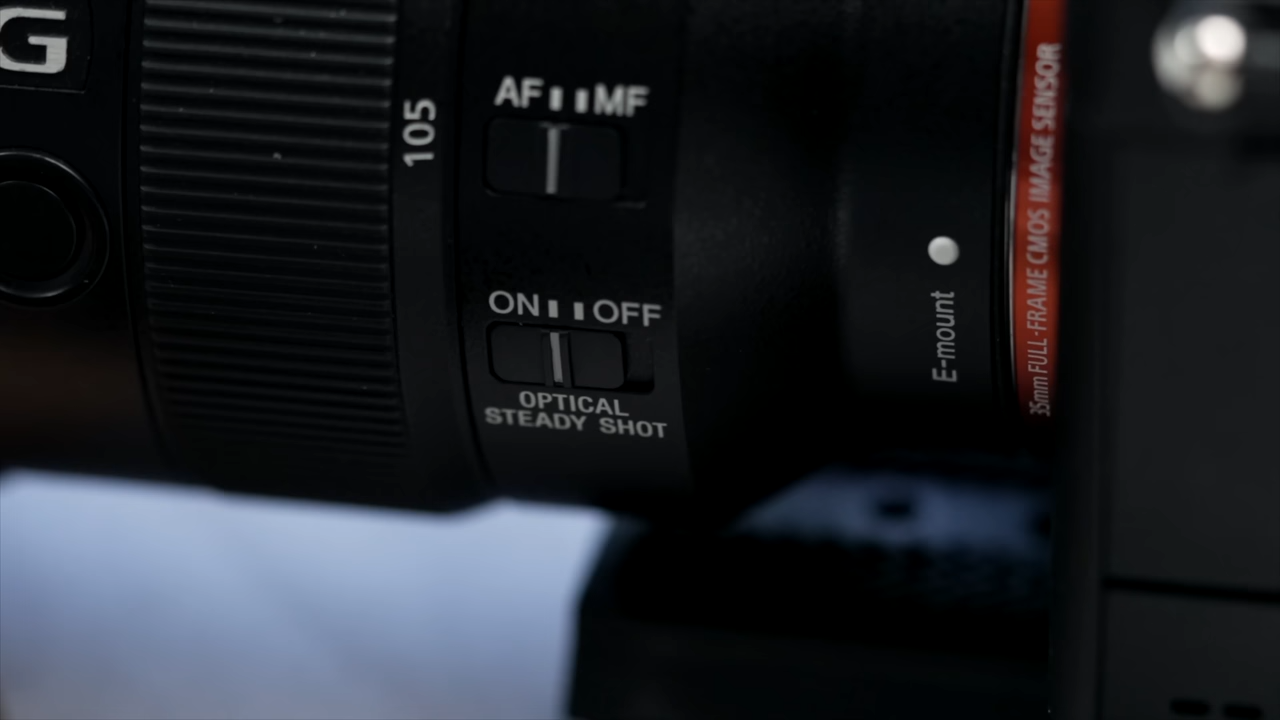 G
105
AF MF
ON OFF
OPTICAL
STEADY SHOT
E-mount
35mm FULL-FRAME CMOS IMAGE SENSOR